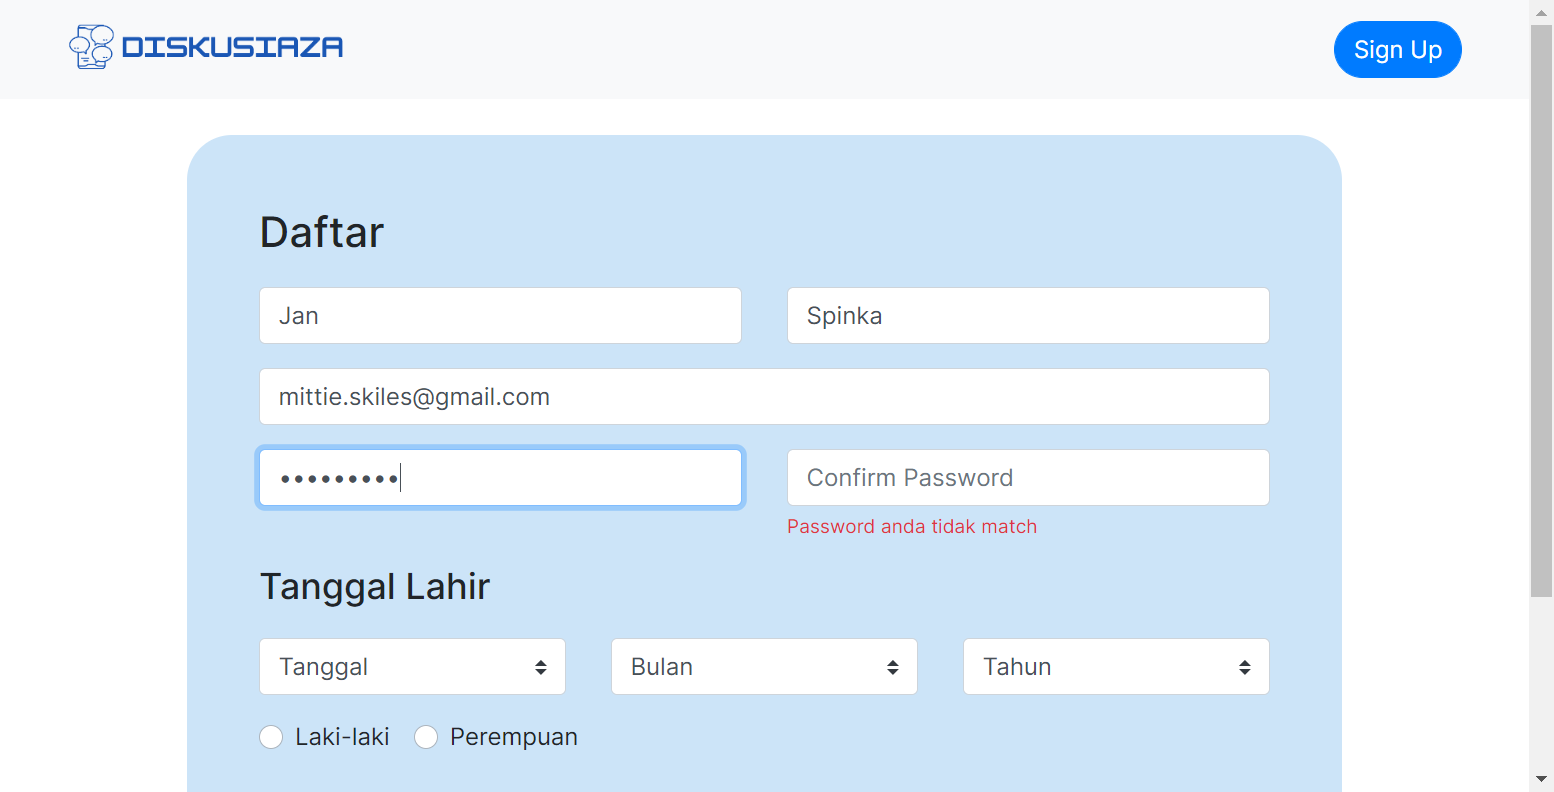 DISKUSIAZA
Sign Up
Daftar
Jan
Spinka
mittie.skiles@gmail.com
•••••••••
Confirm Password
Password anda tidak match
Tanggal Lahir
Tanggal
Bulan
Tahun
Laki-laki
Perempuan